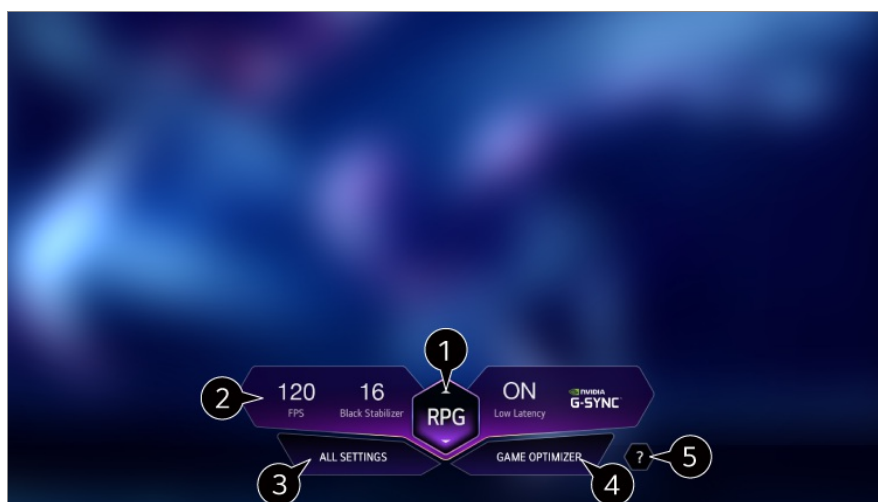 1
2
120
FPS
16
Black Stabilizer
RPG
ON
Low Latency
NVIDIA
G-SYNC
ALL SETTINGS
GAME OPTIMIZER
?
5
3
4